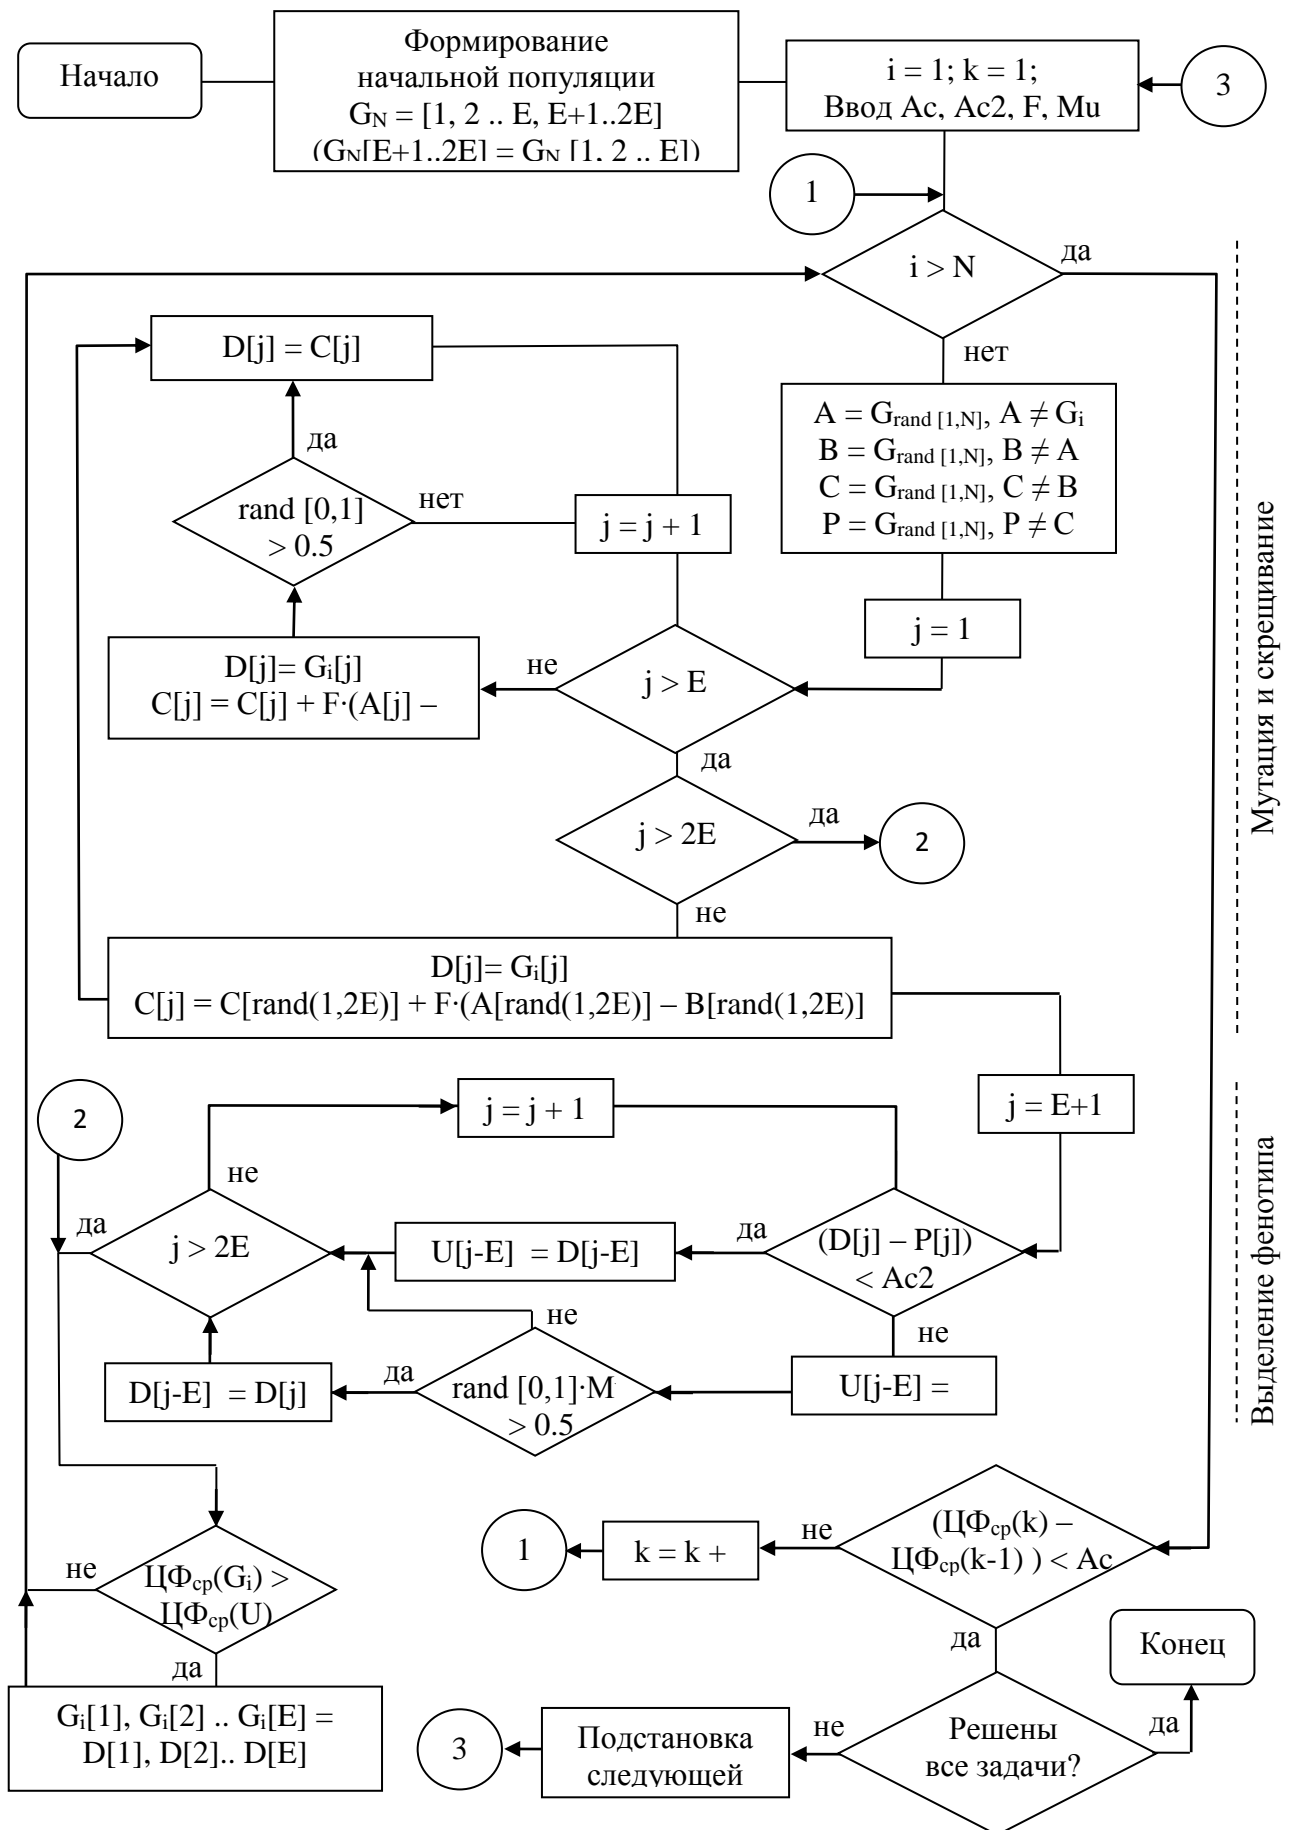 Начало
Формирование
начальной популяции
G_N = [1, 2 .. E, E+1..2E]
(G_N[E+1..2E] = G_N [1, 2 .. E])
i = 1; k = 1;
Ввод Ac, Ac2, F, Mu
3
1
i > N
да
нет
D[j] = C[j]
да
rand [0,1]
> 0.5
нет
j = j + 1
A = G_rand [1,N], A ≠ G_i
B = G_rand [1,N], B ≠ A
C = G_rand [1,N], C ≠ B
P = G_rand [1,N], P ≠ C
j = 1
D[j]= G_i[j]
C[j] = C[j] + F·(A[j] –
не
j > E
да
j > 2E
да
2
не
Мутация и скрещивание
D[j]= G_i[j]
C[j] = C[rand(1,2E)] + F·(A[rand(1,2E)] – B[rand(1,2E)]
j = E+1
2
j = j + 1
не
да
j > 2E
U[j-E] = D[j-E]
да
(D[j] – P[j])
< Ac2
не
не
D[j-E] = D[j]
да
rand [0,1]·M
> 0.5
U[j-E] =
Выделение фенотипа
не
ЦФ_ср(G_i) >
ЦФ_ср(U)
да
G_i[1], G_i[2] .. G_i[E] =
D[1], D[2].. D[E]
1
k = k +
не
(ЦФ_ср(k) –
ЦФ_ср(k-1) ) < Ac
да
Конец
3
Подстановка
следующей
не
Решены
все задачи?
да